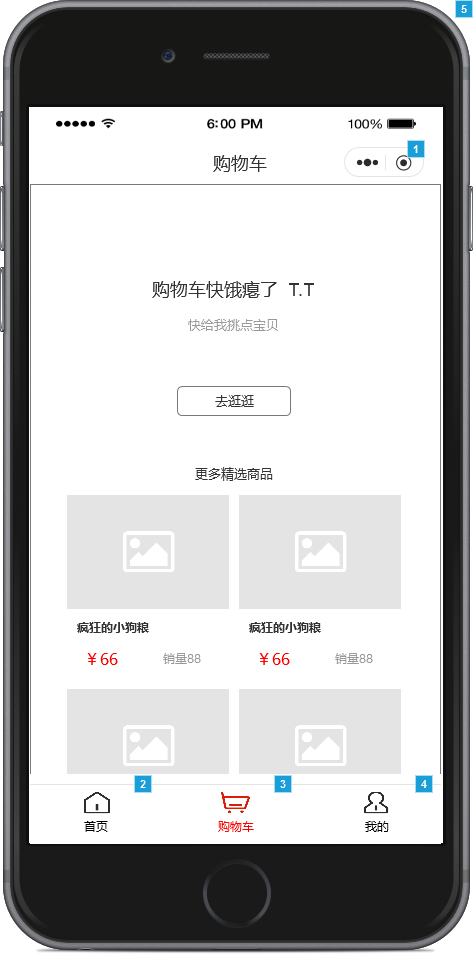 5
6:00 PM
100%
购物车
1
购物车快饿瘪了 T.T
快给我挑点宝贝
去逛逛
更多精选商品
疯狂的小狗粮
疯狂的小狗粮
￥66
销量88
￥66
销量88
2
3
4
首页
购物车
我的